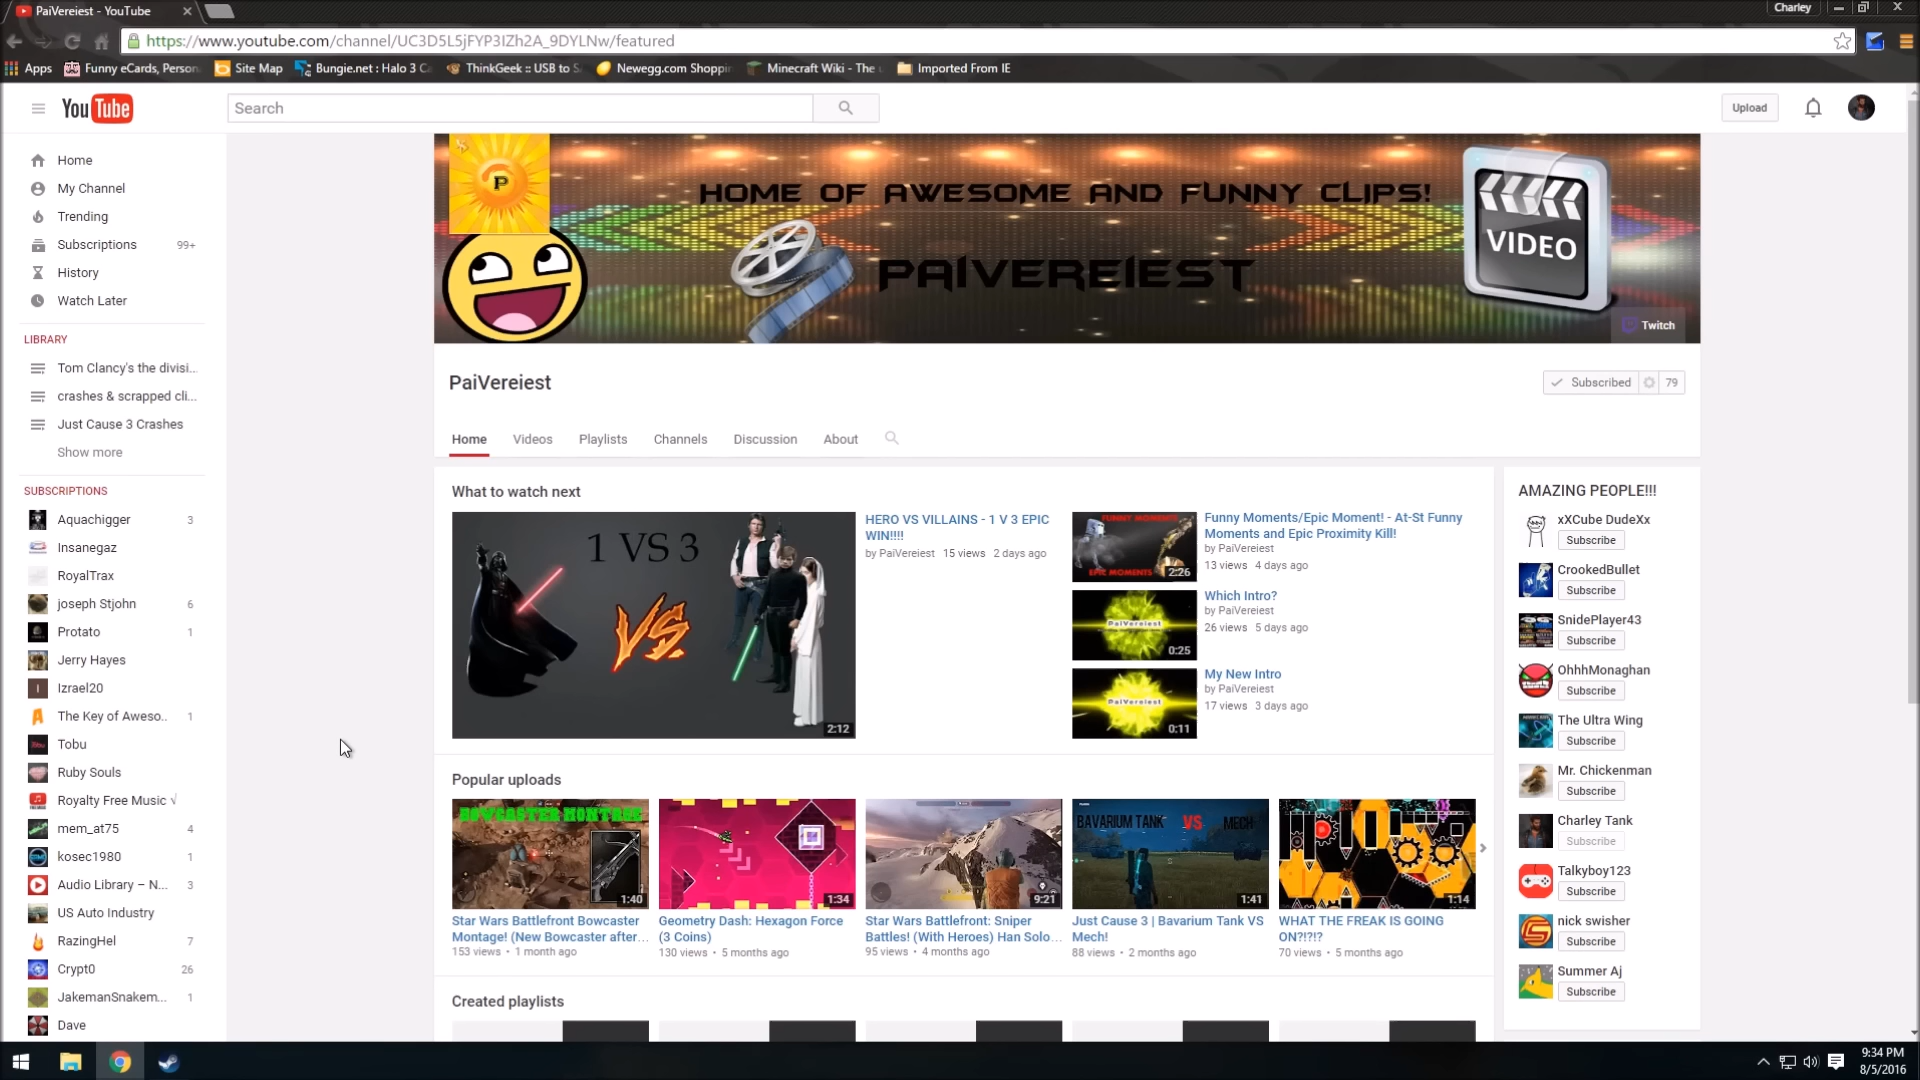 PaiVereiest - YouTube
Charley
https://www.youtube.com/channel/UC3D5L5jFYP3IZh2A_9DYLNw/featured
Apps
Funny eCards, Person
Site Map
Bungie.net : Halo 3 C
ThinkGeek :: USB to S
Newegg.com Shoppi
Minecraft Wiki - The
Imported From IE
YouTube
Search
Upload
Home
My Channel
Trending
Subscriptions 99+
History
Watch Later
LIBRARY
Tom Clancy's the divisi...
crashes & scrapped cli...
Just Cause 3 Crashes
Show more
SUBSCRIPTIONS
Aquachigger 3
Insanegaz
RoyalTrax
joseph Stjohn 6
Protato 1
Jerry Hayes
Izrael20
The Key of Aweso.. 1
Tobu
Ruby Souls
Royalty Free Music √
mem_at75 4
kosec1980 1
Audio Library – N... 3
US Auto Industry
RazingHel 7
Crypt0 26
JakemanSnakem... 1
Dave
P
HOME OF AWESOME AND FUNNY CLIPS!
PAIVEREIEST
VIDEO
Twitch
PaiVereiest
Subscribed 79
Home
Videos
Playlists
Channels
Discussion
About
What to watch next
1 VS 3
VS
2:12
HERO VS VILLAINS - 1 V 3 EPIC
WIN!!!!
by PaiVereiest 15 views 2 days ago
FUNNY MOMENTS
EPIC MOMENTS
2:26
Funny Moments/Epic Moment! - At-St Funny
Moments and Epic Proximity Kill!
by PaiVereiest
13 views 4 days ago
PaiVereiest
0:25
Which Intro?
by PaiVereiest
26 views 5 days ago
PaiVereiest
0:11
My New Intro
by PaiVereiest
17 views 3 days ago
Popular uploads
BOWCASTER MONTAGE
1:40
Star Wars Battlefront Bowcaster
Montage! (New Bowcaster after...
153 views • 1 month ago
1:34
Geometry Dash: Hexagon Force
(3 Coins)
130 views • 5 months ago
9:21
Star Wars Battlefront: Sniper
Battles! (With Heroes) Han Solo...
95 views • 4 months ago
BAVARIUM TANK VS MECH
1:41
Just Cause 3 | Bavarium Tank VS
Mech!
88 views • 2 months ago
1:14
WHAT THE FREAK IS GOING
ON?!?!?
70 views • 5 months ago
Created playlists
AMAZING PEOPLE!!!
xXCube DudeXx
Subscribe
CrookedBullet
Subscribe
SnidePlayer43
Subscribe
OhhhMonaghan
Subscribe
The Ultra Wing
Subscribe
Mr. Chickenman
Subscribe
Charley Tank
Subscribe
Talkyboy123
Subscribe
nick swisher
Subscribe
Summer Aj
Subscribe
9:34 PM
8/5/2016